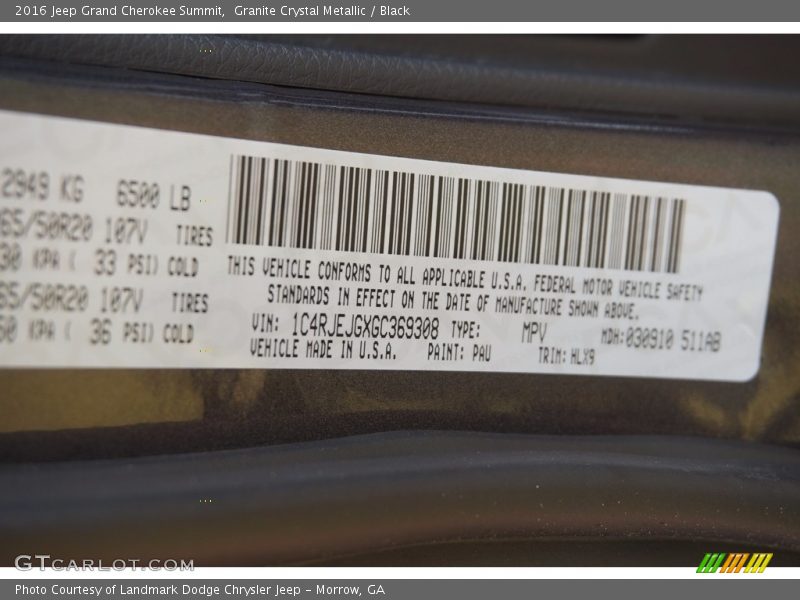 2016 Jeep Grand Cherokee Summit,  Granite Crystal Metallic / Black
2949 KG 6500 LB
65/50R20 107V TIRES
30 KPA ( 33 PSI) COLD
65/50R20 107V TIRES
50 KPA ( 36 PSI) COLD
THIS VEHICLE CONFORMS TO ALL APPLICABLE U.S.A. FEDERAL MOTOR VEHICLE SAFETY
STANDARDS IN EFFECT ON THE DATE OF MANUFACTURE SHOWN ABOVE.
VIN: 1C4RJEJGXGC369308 TYPE: MPV MDH:030910 511AB
VEHICLE MADE IN U.S.A. PAINT: PAU TRIM: HLX9
GTCARLOT.COM
Photo Courtesy of Landmark Dodge Chrysler Jeep – Morrow, GA